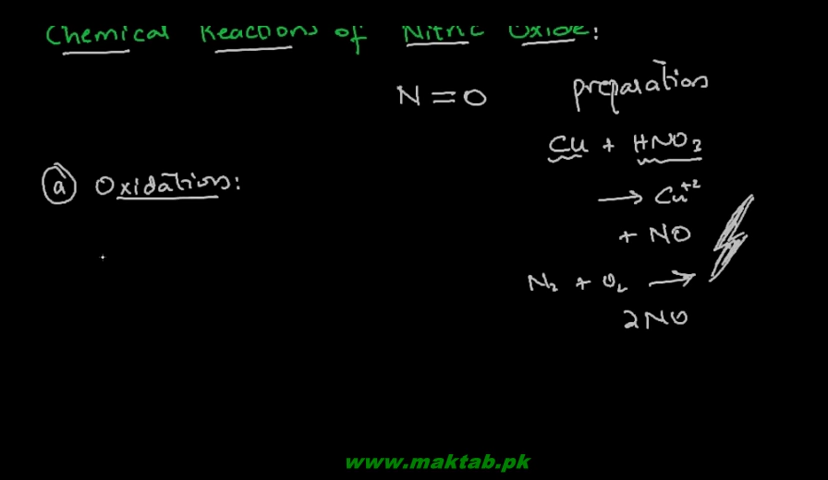 Chemical Reactions of Nitric Oxide:
N=O
preparation
Cu + HNO3
→ Cu+2
+ NO
N2 + O2 →
2NO
a Oxidation:
www.maktab.pk